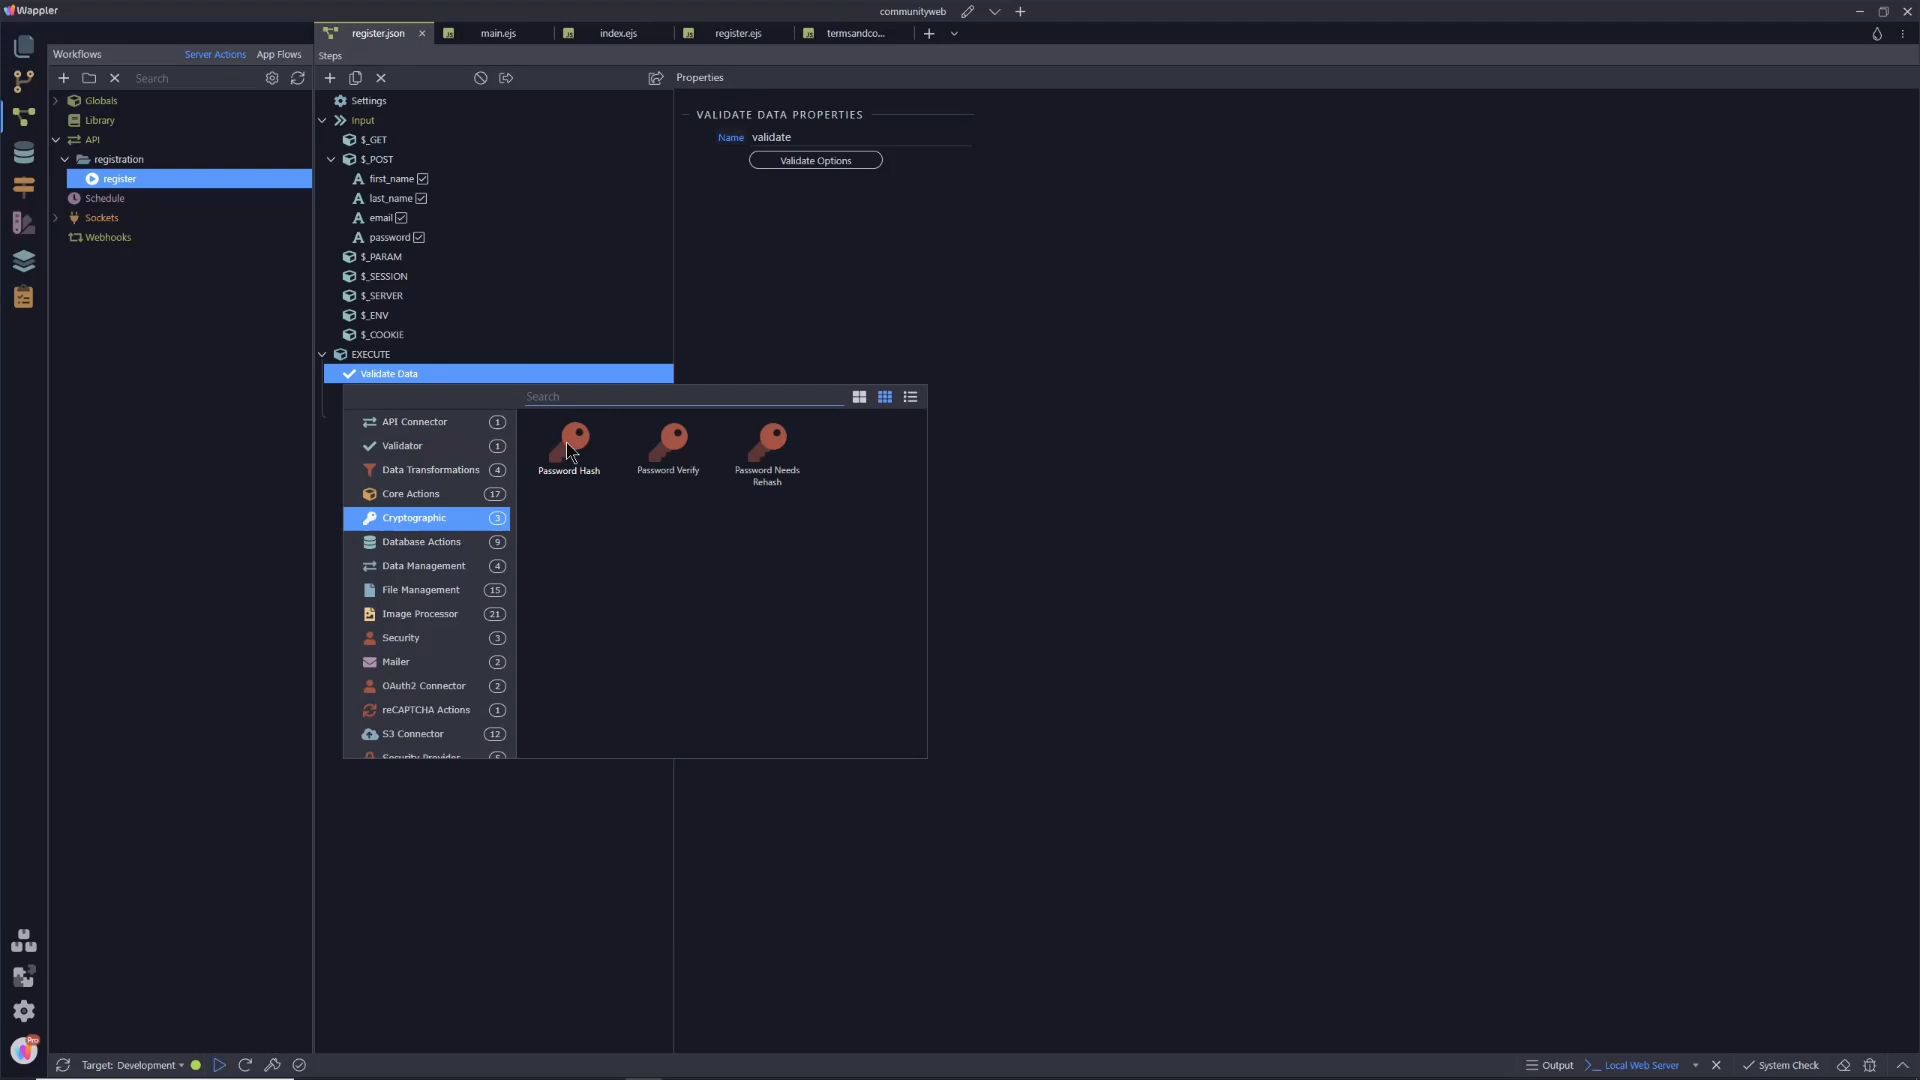 Wappler
communityweb
register.json
main.ejs
index.ejs
register.ejs
termsandco...
Workflows
Server Actions
App Flows
Steps
Search
Properties
Globals
Library
API
registration
register
Schedule
Sockets
Webhooks
Settings
Input
$_GET
$_POST
first_name
last_name
email
password
$_PARAM
$_SESSION
$_SERVER
$_ENV
$_COOKIE
EXECUTE
Validate Data
VALIDATE DATA PROPERTIES
Name validate
Validate Options
Search
API Connector 1
Validator 1
Data Transformations 4
Core Actions 17
Cryptographic 3
Database Actions 9
Data Management 4
File Management 15
Image Processor 21
Security 3
Mailer 2
OAuth2 Connector 2
reCAPTCHA Actions 1
S3 Connector 12
Security Provider
Password Hash
Password Verify
Password Needs
Rehash
Pro
Target: Development
Output
Local Web Server
System Check